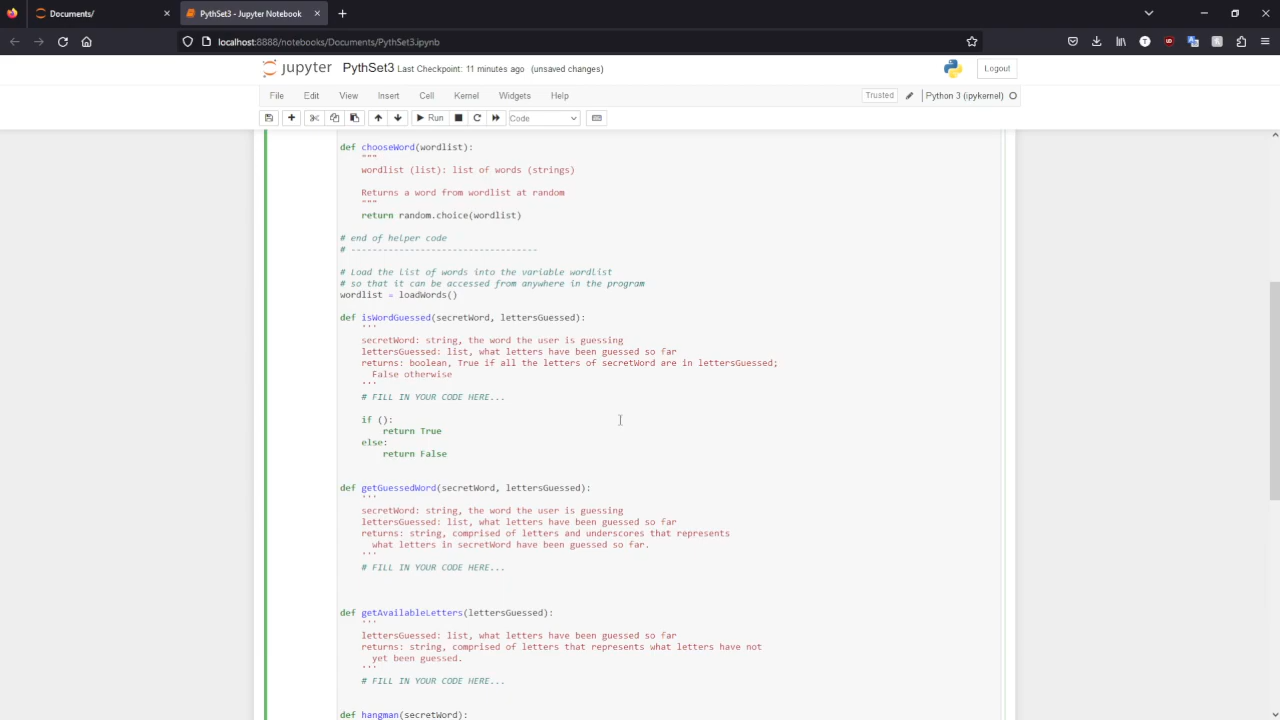 Documents/
PythSet3 - Jupyter Notebook
localhost:8888/notebooks/Documents/PythSet3.ipynb
jupyter PythSet3 Last Checkpoint: 11 minutes ago (unsaved changes)
Logout
File Edit View Insert Cell Kernel Widgets Help
Trusted
Python 3 (ipykernel)
Run
Code
def chooseWord(wordlist):
"""
wordlist (list): list of words (strings)
Returns a word from wordlist at random
"""
return random.choice(wordlist)
# end of helper code
# -----------------------------------
# Load the list of words into the variable wordlist
# so that it can be accessed from anywhere in the program
wordlist = loadWords()
def isWordGuessed(secretWord, lettersGuessed):
'''
secretWord: string, the word the user is guessing
lettersGuessed: list, what letters have been guessed so far
returns: boolean, True if all the letters of secretWord are in lettersGuessed;
False otherwise
'''
# FILL IN YOUR CODE HERE...
if ():
return True
else:
return False
def getGuessedWord(secretWord, lettersGuessed):
'''
secretWord: string, the word the user is guessing
lettersGuessed: list, what letters have been guessed so far
returns: string, comprised of letters and underscores that represents
what letters in secretWord have been guessed so far.
'''
# FILL IN YOUR CODE HERE...
def getAvailableLetters(lettersGuessed):
'''
lettersGuessed: list, what letters have been guessed so far
returns: string, comprised of letters that represents what letters have not
yet been guessed.
'''
# FILL IN YOUR CODE HERE...
def hangman(secretWord):